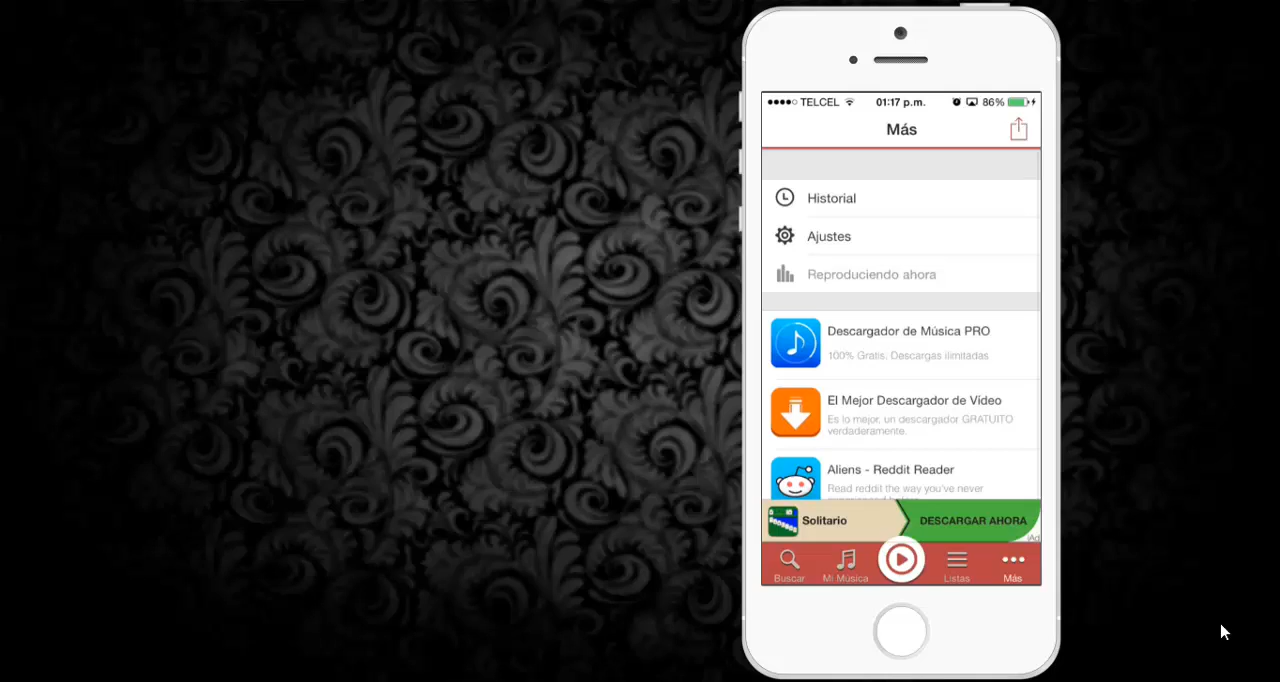 TELCEL 01:17 p.m. 86%
Más
Historial
Ajustes
Reproduciendo ahora
Descargador de Música PRO
100% Gratis. Descargas ilimitadas
El Mejor Descargador de Vídeo
Es lo mejor, un descargador GRATUITO
verdaderamente.
Aliens - Reddit Reader
Read reddit the way you've never
Solitario
DESCARGAR AHORA
iAd
Buscar
Mi Música
Listas
Más